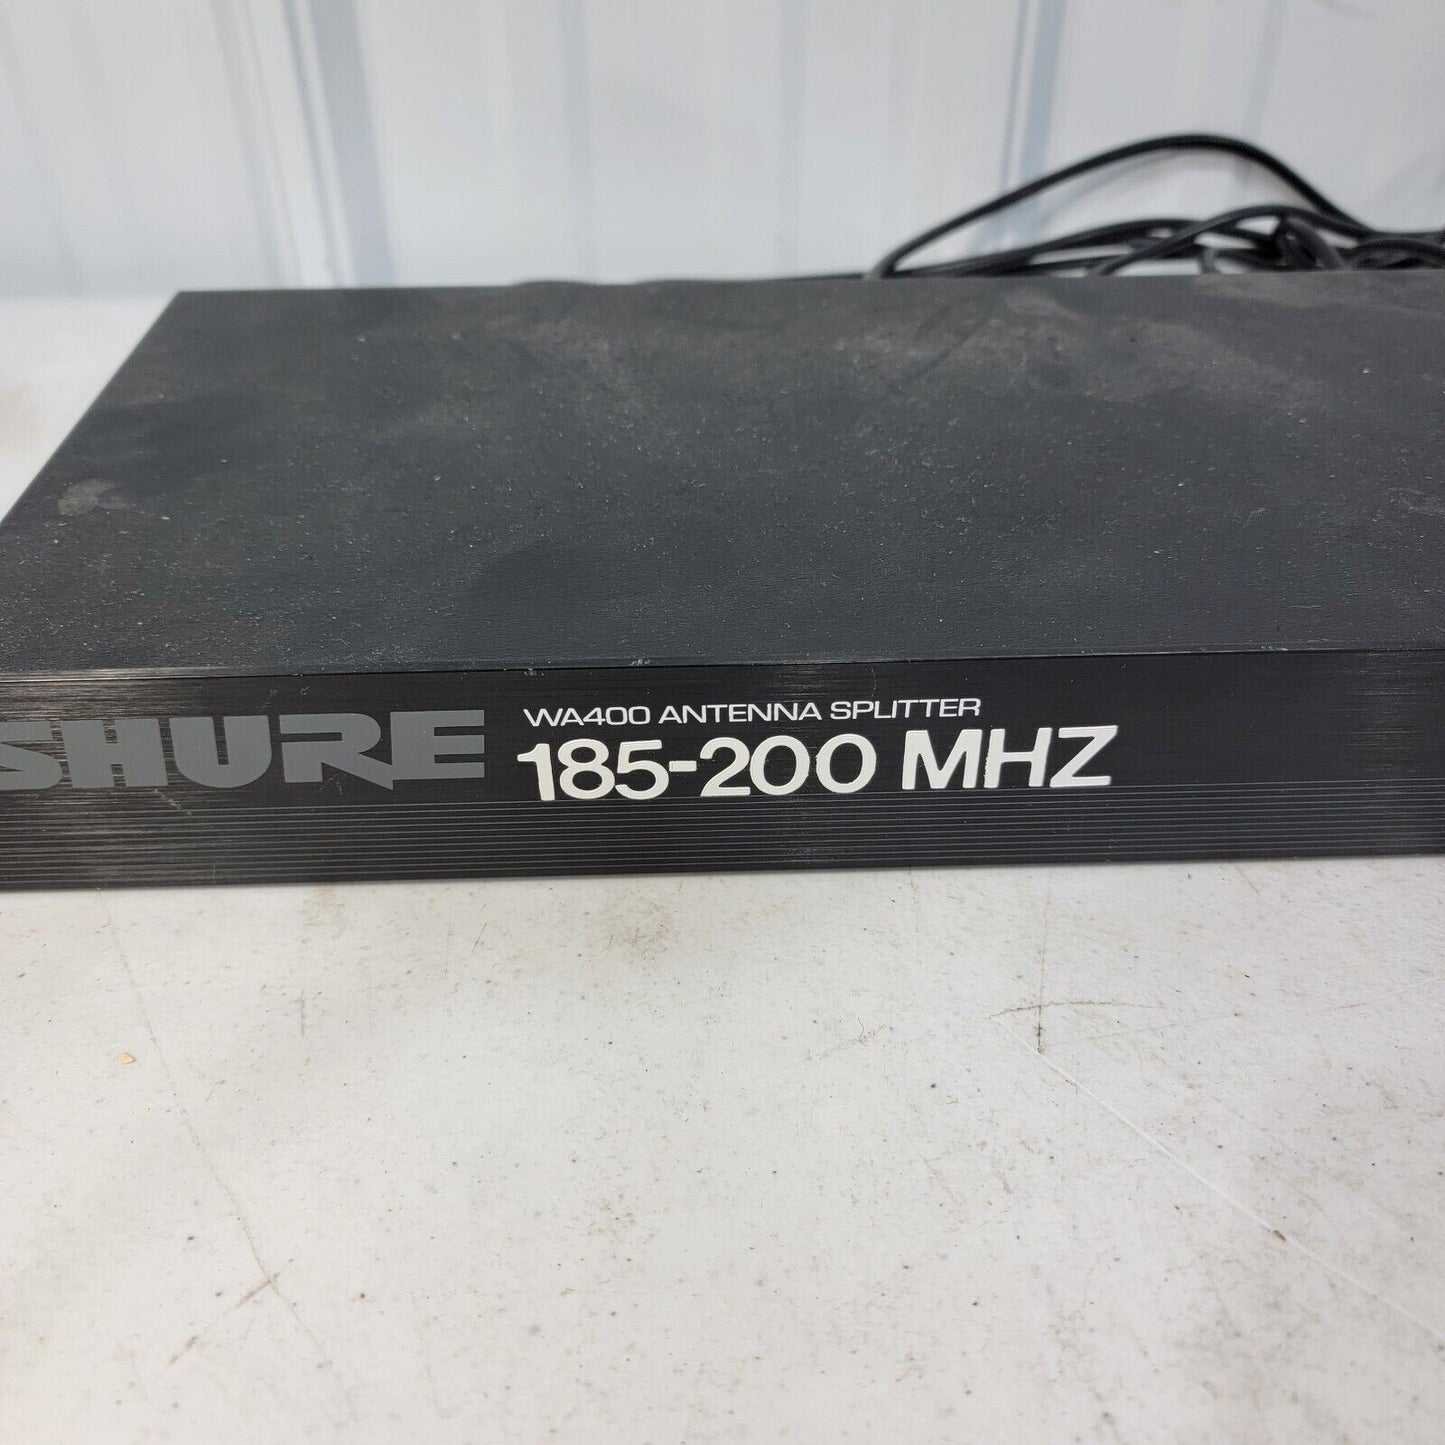 SHURE
WA400 ANTENNA SPLITTER
185-200 MHZ